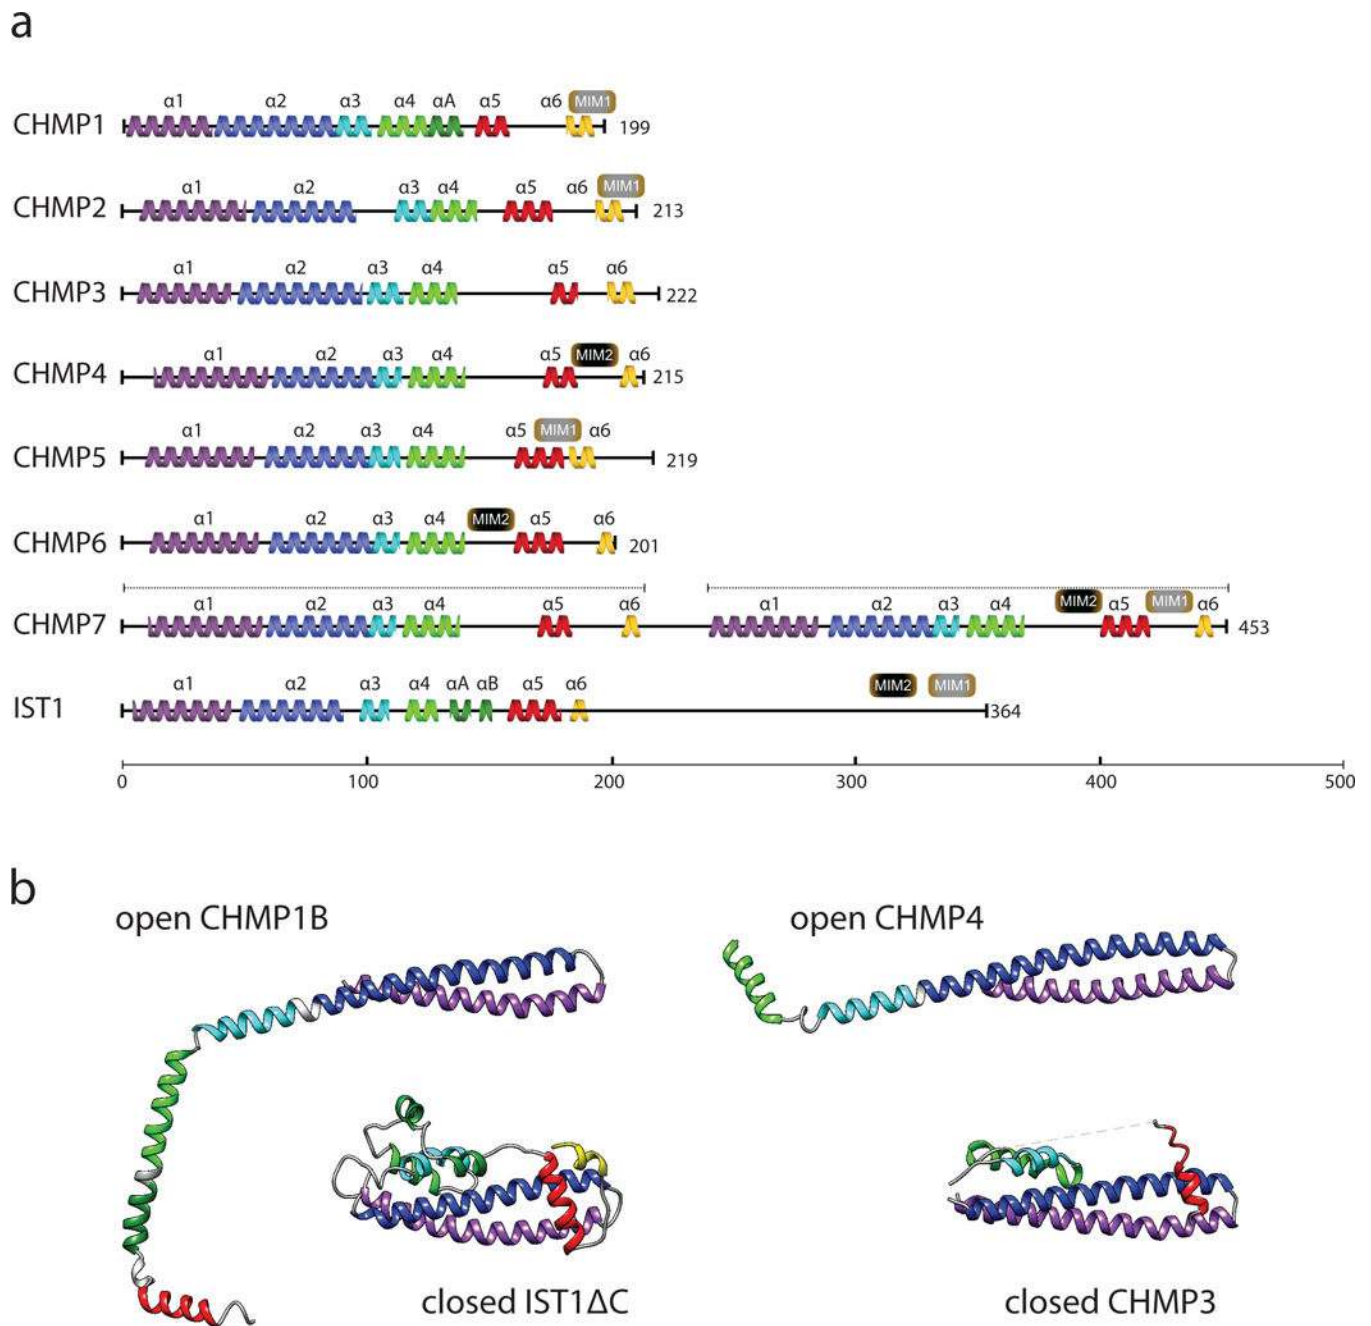 a
α1 α2 α3 α4 αA α5 α6 MIM1
CHMP1 199
α1 α2 α3 α4 α5 α6 MIM1
CHMP2 213
α1 α2 α3 α4 α5 α6
CHMP3 222
α1 α2 α3 α4 α5 MIM2 α6
CHMP4 215
α1 α2 α3 α4 α5 MIM1 α6
CHMP5 219
α1 α2 α3 α4 MIM2 α5 α6
CHMP6 201
α1 α2 α3 α4 α5 α6 α1 α2 α3 α4 MIM2 α5 MIM1 α6
CHMP7 453
α1 α2 α3 α4 αA αB α5 α6 MIM2 MIM1
IST1 364
0 100 200 300 400 500
b
open CHMP1B open CHMP4
closed IST1ΔC closed CHMP3